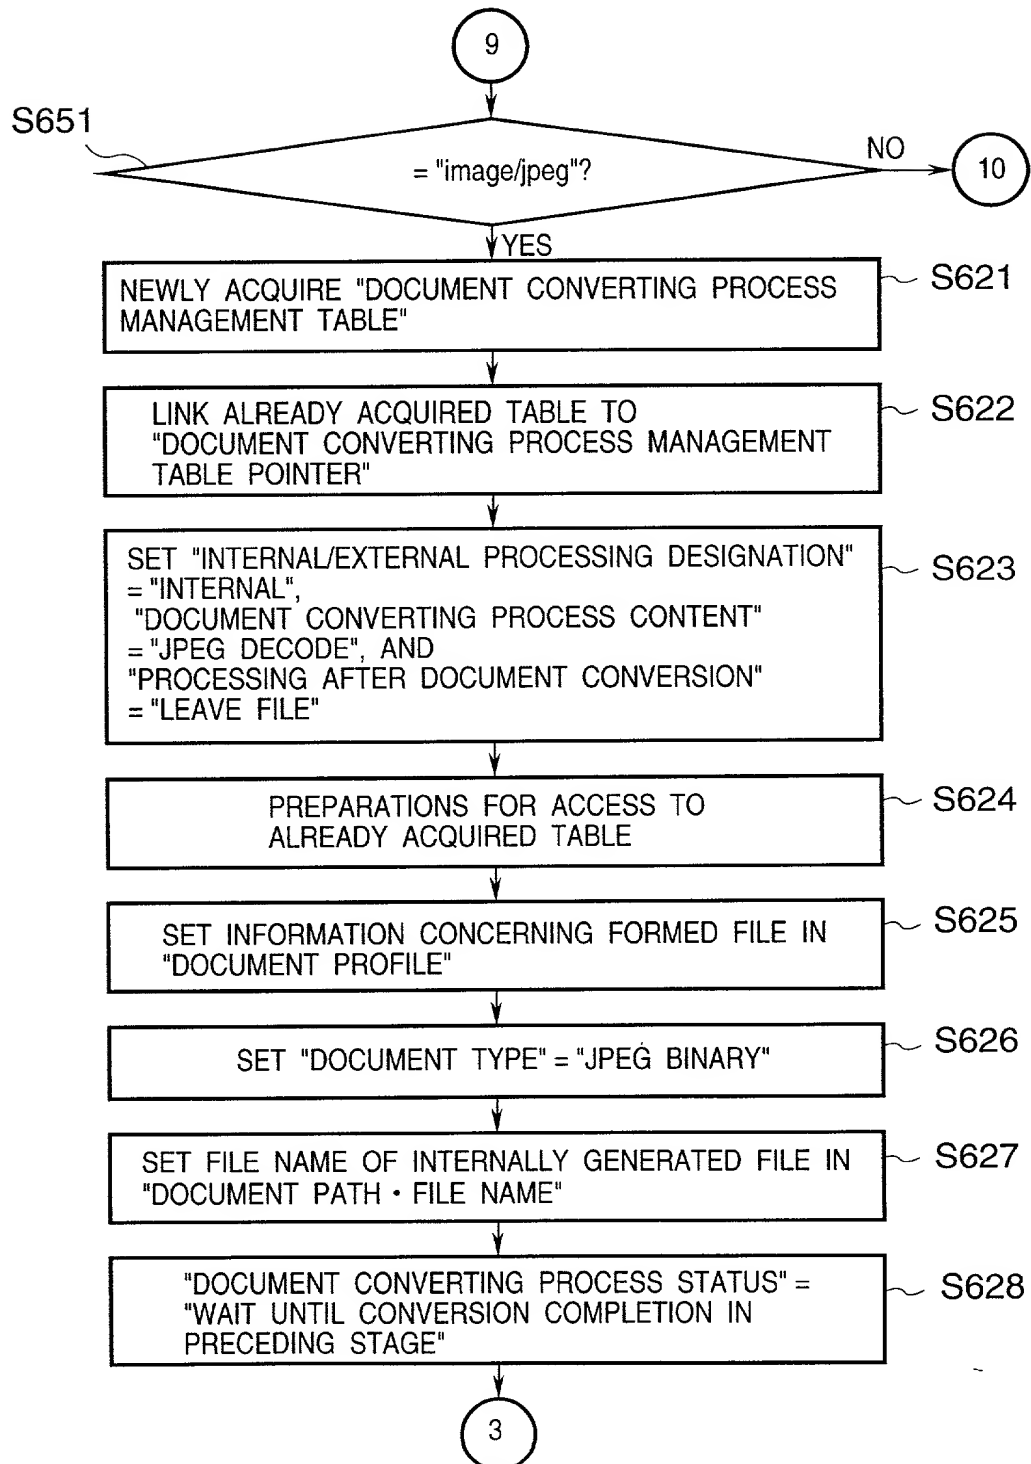 9
S651
= "image/jpeg"?
NO
10
YES
NEWLY ACQUIRE "DOCUMENT CONVERTING PROCESS
MANAGEMENT TABLE"
S621
LINK ALREADY ACQUIRED TABLE TO
"DOCUMENT CONVERTING PROCESS MANAGEMENT
TABLE POINTER"
S622
SET "INTERNAL/EXTERNAL PROCESSING DESIGNATION"
= "INTERNAL",
"DOCUMENT CONVERTING PROCESS CONTENT"
= "JPEG DECODE", AND
"PROCESSING AFTER DOCUMENT CONVERSION"
= "LEAVE FILE"
S623
PREPARATIONS FOR ACCESS TO
ALREADY ACQUIRED TABLE
S624
SET INFORMATION CONCERNING FORMED FILE IN
"DOCUMENT PROFILE"
S625
SET "DOCUMENT TYPE" = "JPEG BINARY"
S626
SET FILE NAME OF INTERNALLY GENERATED FILE IN
"DOCUMENT PATH · FILE NAME"
S627
"DOCUMENT CONVERTING PROCESS STATUS" =
"WAIT UNTIL CONVERSION COMPLETION IN
PRECEDING STAGE"
S628
3